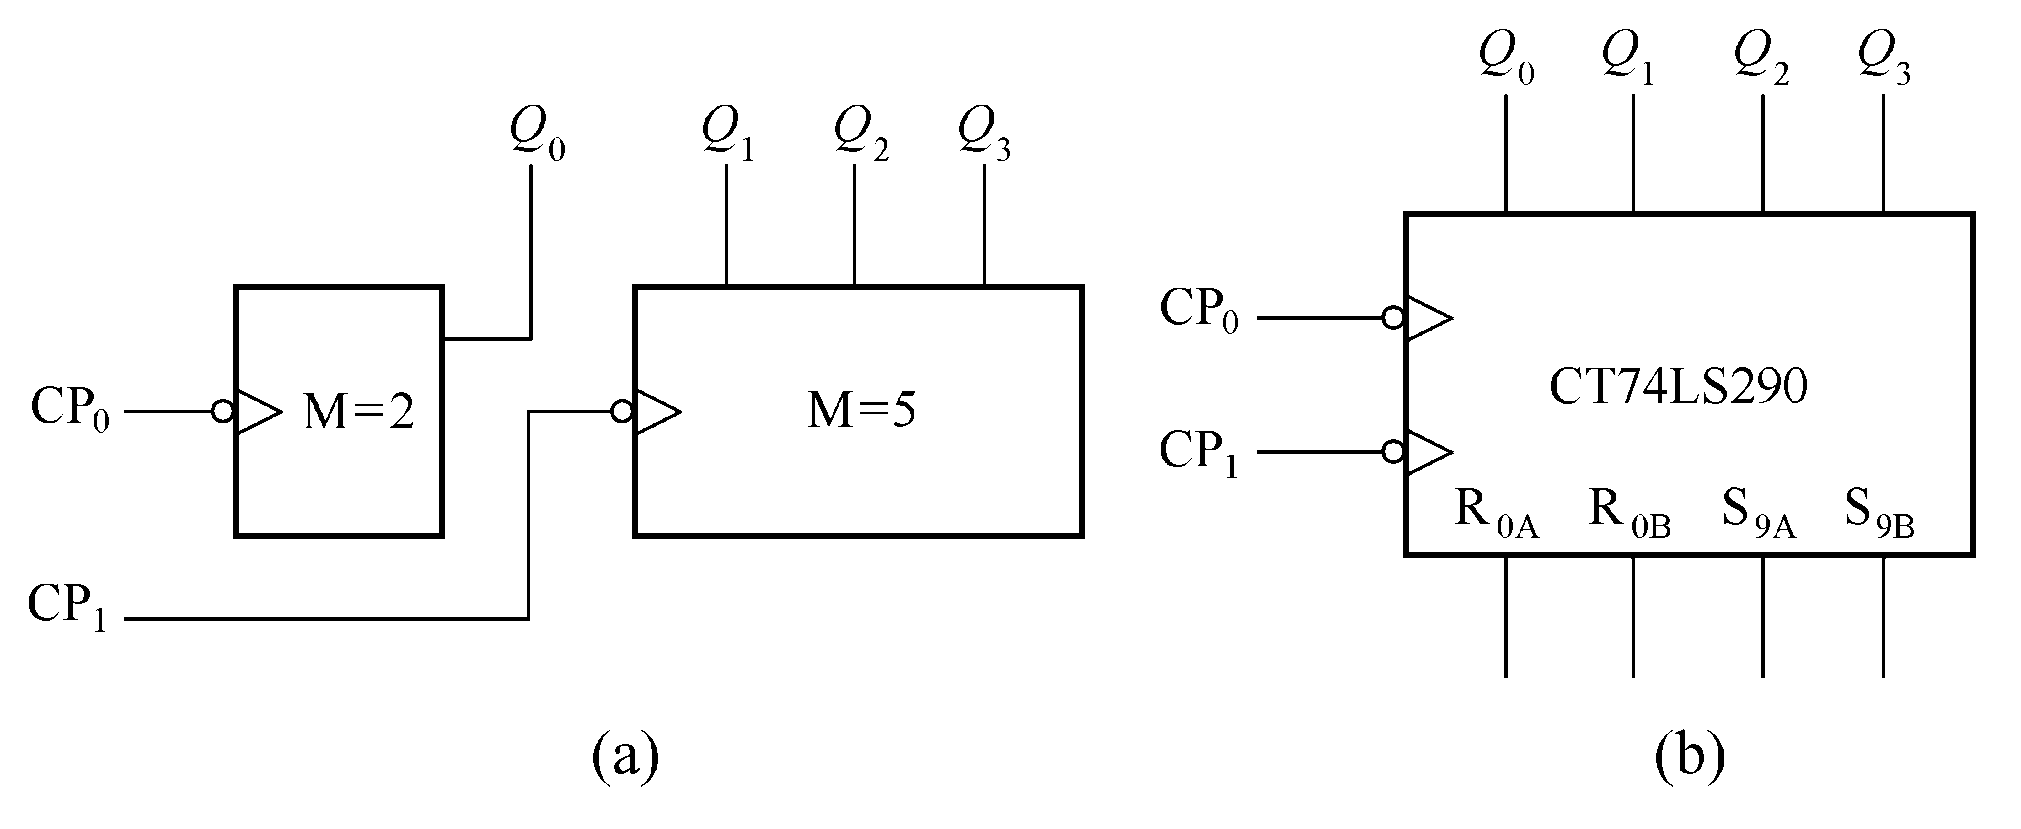 Q0 Q1 Q2 Q3
CP0 M=2 M=5
CP1
(a)
Q0 Q1 Q2 Q3
CP0
CT74LS290
CP1
R0A R0B S9A S9B
(b)